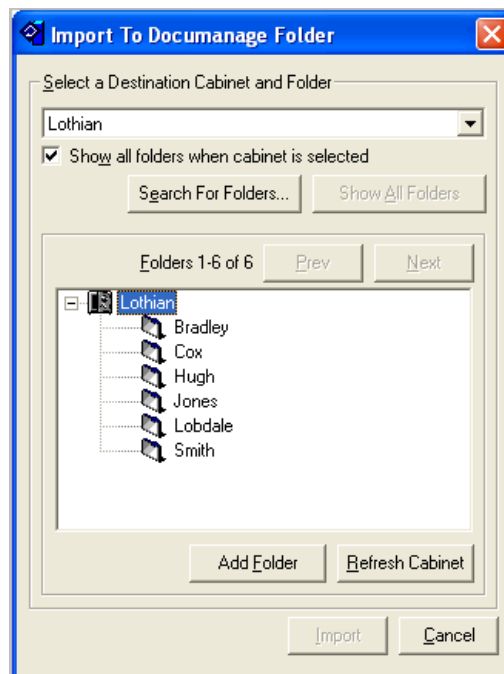 Import To Documanage Folder
Select a Destination Cabinet and Folder
Lothian
Show all folders when cabinet is selected
Search For Folders... Show All Folders
Folders 1-6 of 6 Prev Next
Lothian
Bradley
Cox
Hugh
Jones
Lobdale
Smith
Add Folder Refresh Cabinet
Import Cancel